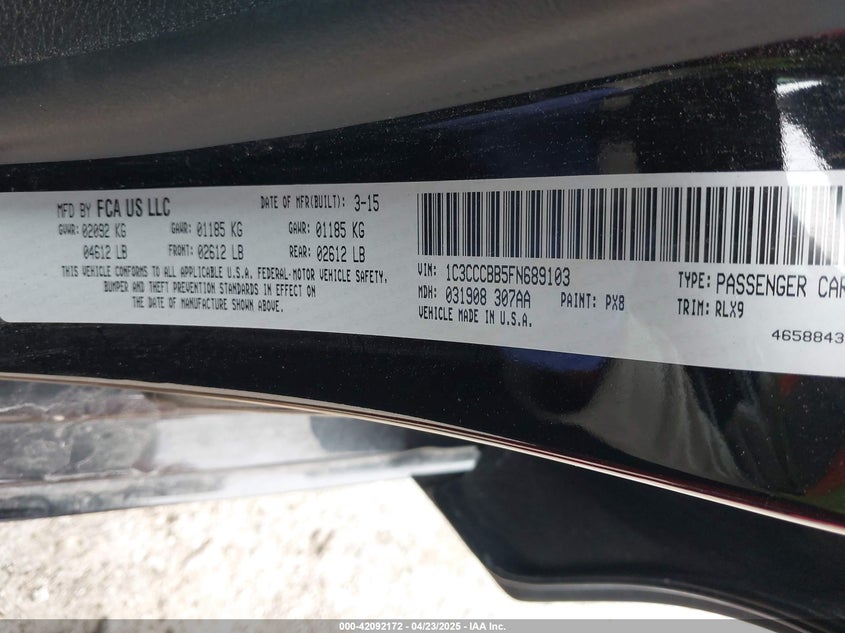 MFD BY FCA US LLC DATE OF MFR(BUILT): 3-15
GVWR: 02092 KG GAWR: 01185 KG GAWR: 01185 KG
04612 LB FRONT: 02612 LB REAR: 02612 LB
THIS VEHICLE CONFORMS TO ALL APPLICABLE U.S.A. FEDERAL-MOTOR VEHICLE SAFETY,
BUMPER AND THEFT PREVENTION STANDARDS IN EFFECT ON
THE DATE OF MANUFACTURE SHOWN ABOVE.
VIN: 1C3CCCBB5FN689103 TYPE: PASSENGER CAR
MDH: 031908 307AA PAINT: PX8 TRIM: RLX9
VEHICLE MADE IN U.S.A.
4658843
000-42092172 - 04/23/2025 - IAA Inc.